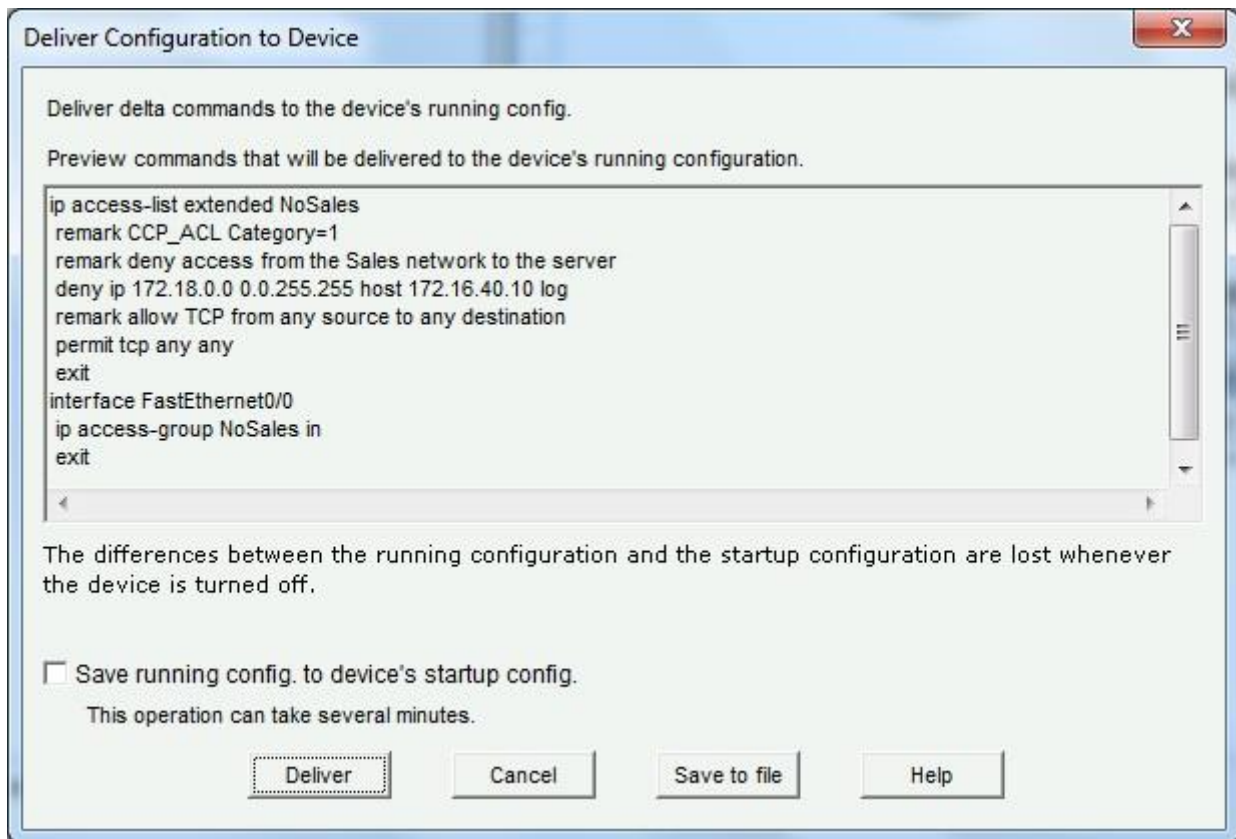 Deliver Configuration to Device
Deliver delta commands to the device's running config.
Preview commands that will be delivered to the device's running configuration.
ip access-list extended NoSales
remark CCP_ACL Category=1
remark deny access from the Sales network to the server
deny ip 172.18.0.0 0.0.255.255 host 172.16.40.10 log
remark allow TCP from any source to any destination
permit tcp any any
exit
interface FastEthernet0/0
ip access-group NoSales in
exit
The differences between the running configuration and the startup configuration are lost whenever
the device is turned off.
Save running config. to device's startup config.
This operation can take several minutes.
Deliver Cancel Save to file Help